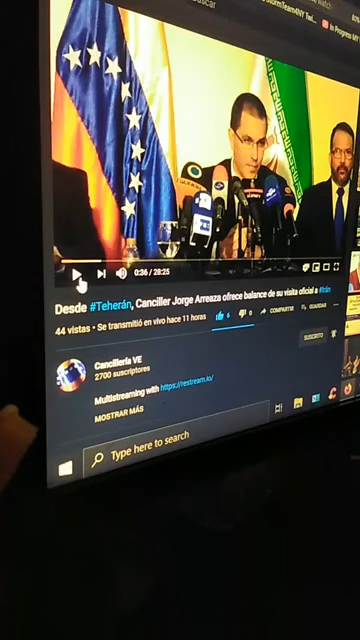 0:36 / 28:25
Desde #Teherán, Canciller Jorge Arreaza ofrece balance de su visita oficial a #Irán
44 vistas • Se transmitió en vivo hace 11 horas
6
0
COMPARTIR
GUARDAR
Cancillería VE
2700 suscriptores
SUSCRITO
Multistreaming with https://restream.io/
MOSTRAR MÁS
Type here to search